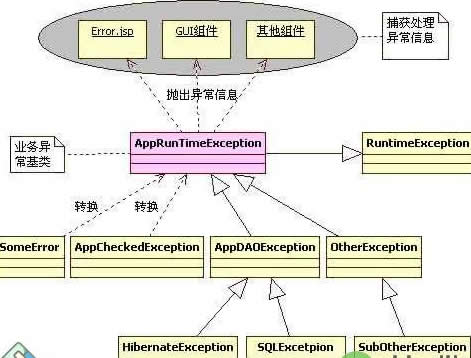 Error.jsp
GUI组件
其他组件
捕获处理
异常信息
抛出异常信息
业务异
常基类
AppRunTimeException
RuntimeException
转换
转换
SomeError
AppCheckedException
AppDAOException
OtherException
HibernateException
SQLExcetpion
SubOtherException